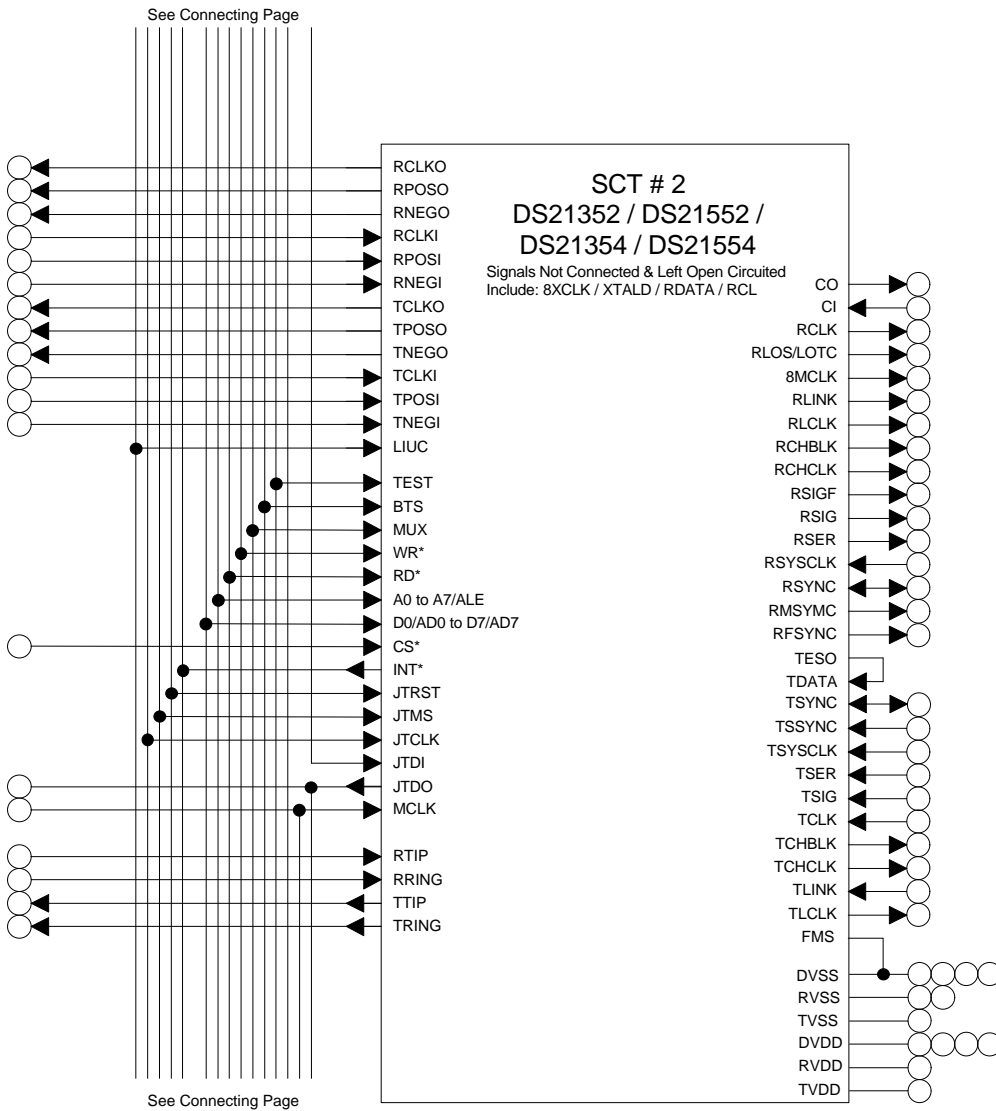 See Connecting Page
SCT # 2
DS21352 / DS21552 /
DS21354 / DS21554
Signals Not Connected & Left Open Circuited
Include: 8XCLK / XTALD / RDATA / RCL
RCLKO
RPOSO
RNEGO
RCLKI
RPOSI
RNEGI
TCLKO
TPOSO
TNEGO
TCLKI
TPOSI
TNEGI
LIUC
TEST
BTS
MUX
WR*
RD*
A0 to A7/ALE
D0/AD0 to D7/AD7
CS*
INT*
JTRST
JTMS
JTCLK
JTDI
JTDO
MCLK
RTIP
RRING
TTIP
TRING
CO
CI
RCLK
RLOS/LOTC
8MCLK
RLINK
RLCLK
RCHBLK
RCHCLK
RSIGF
RSIG
RSER
RSYSCLK
RSYNC
RMSYMC
RFSYNC
TESO
TDATA
TSYNC
TSSYNC
TSYSCLK
TSER
TSIG
TCLK
TCHBLK
TCHCLK
TLINK
TLCLK
FMS
DVSS
RVSS
TVSS
DVDD
RVDD
TVDD
See Connecting Page